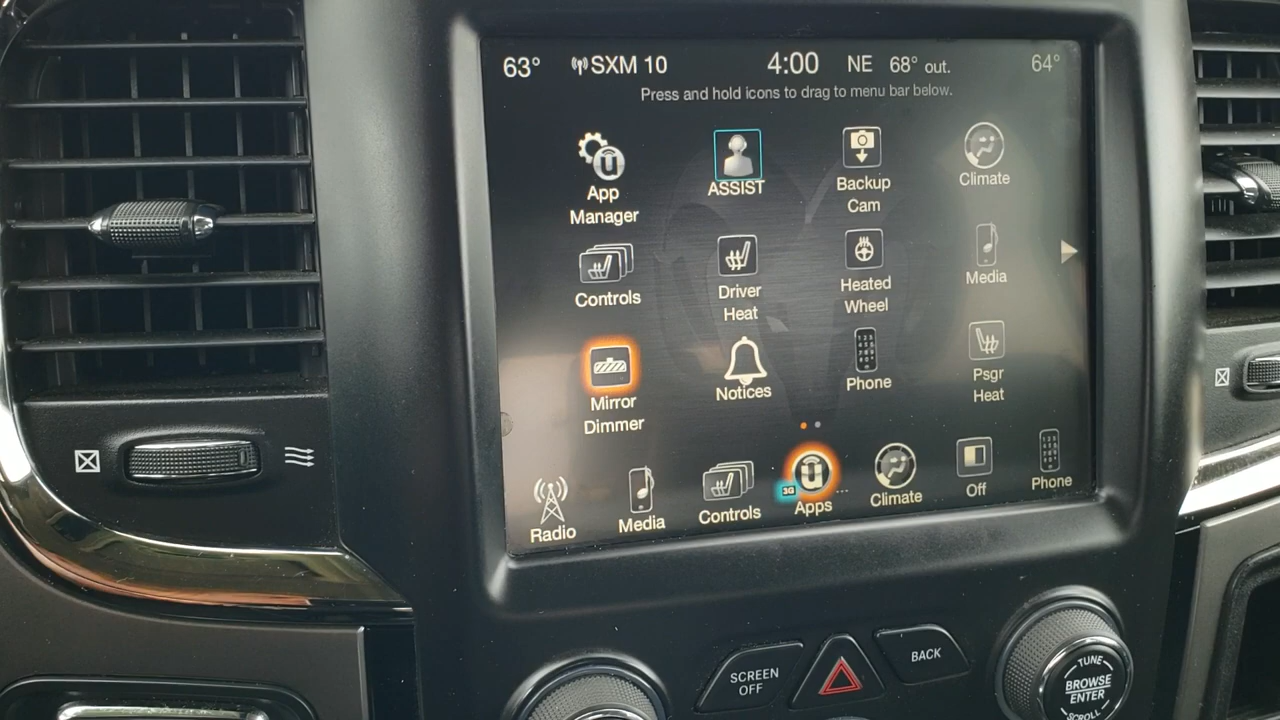 63° SXM 10 4:00 NE 68° out. 64°
Press and hold icons to drag to menu bar below.
App
Manager
ASSIST
Backup
Cam
Climate
Controls
Driver
Heat
Heated
Wheel
Media
Mirror
Dimmer
Notices
Phone
Psgr
Heat
Radio
Media
Controls
3G
Apps
Climate
Off
Phone
SCREEN
OFF
BACK
TUNE
BROWSE
ENTER
SCROLL